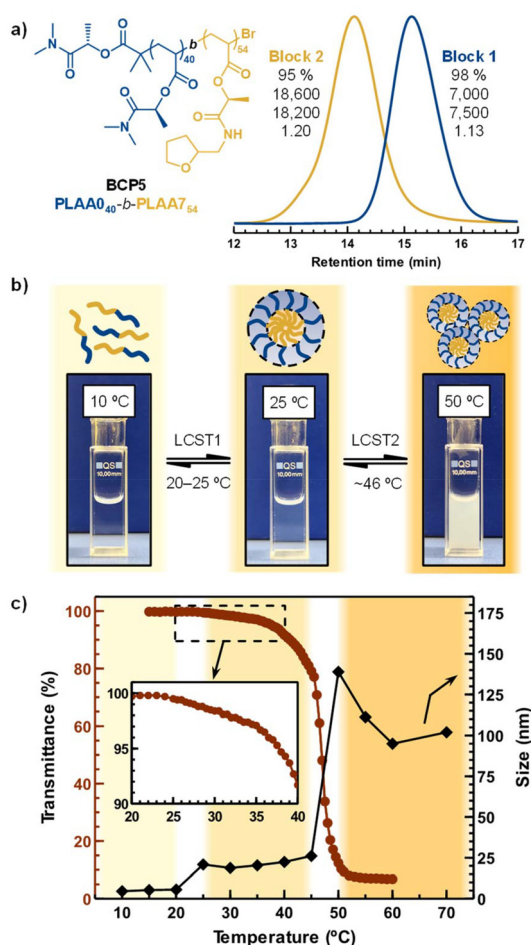 a)
N
O
O
O
b
40
54
Br
O
O
O
O
N
O
O
O
NH
O
BCP5
PLAA0₄₀-b-PLAA7₅₄
Block 2
95 %
18,600
18,200
1.20
Block 1
98 %
7,000
7,500
1.13
12 13 14 15 16 17
Retention time (min)
b)
10 ºC
25 ºC
50 ºC
QS
10,00mm
LCST1
20–25 ºC
QS
10,00mm
LCST2
~46 ºC
QS
10,00mm
c)
Transmittance (%)
100
80
60
40
20
0
100
95
90
20 25 30 35 40
175
150
125
100
75
50
25
0
Size (nm)
10 20 30 40 50 60 70
Temperature (ºC)